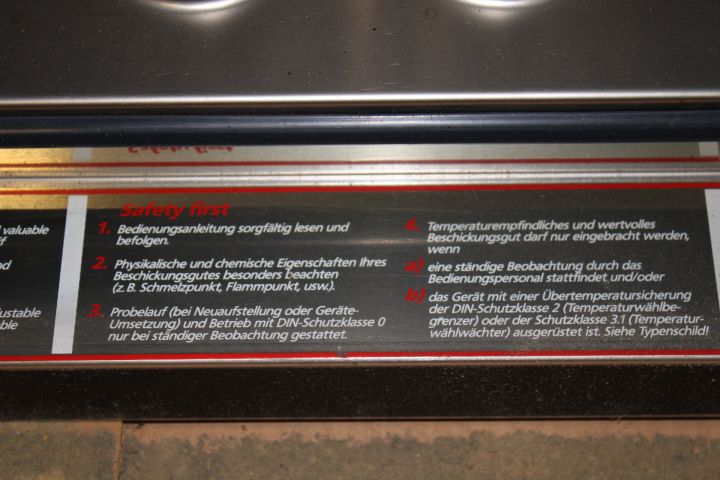 valuable
if
nd
justable
ble
Safety first
1. Bedienungsanleitung sorgfältig lesen und
befolgen.
2. Physikalische und chemische Eigenschaften Ihres
Beschickungsgutes besonders beachten
(z.B. Schmelzpunkt, Flammpunkt, usw.).
3. Probelauf (bei Neuaufstellung oder Geräte-
Umsetzung) und Betrieb mit DIN-Schutzklasse 0
nur bei ständiger Beobachtung gestattet.
4. Temperaturempfindliches und wertvolles
Beschickungsgut darf nur eingebracht werden,
wenn
a) eine ständige Beobachtung durch das
Bedienungspersonal stattfindet und/oder
b) das Gerät mit einer Übertemperatursicherung
der DIN-Schutzklasse 2 (Temperaturwählbe-
grenzer) oder der Schutzklasse 3.1 (Temperatur-
wählwächter) ausgerüstet ist. Siehe Typenschild!